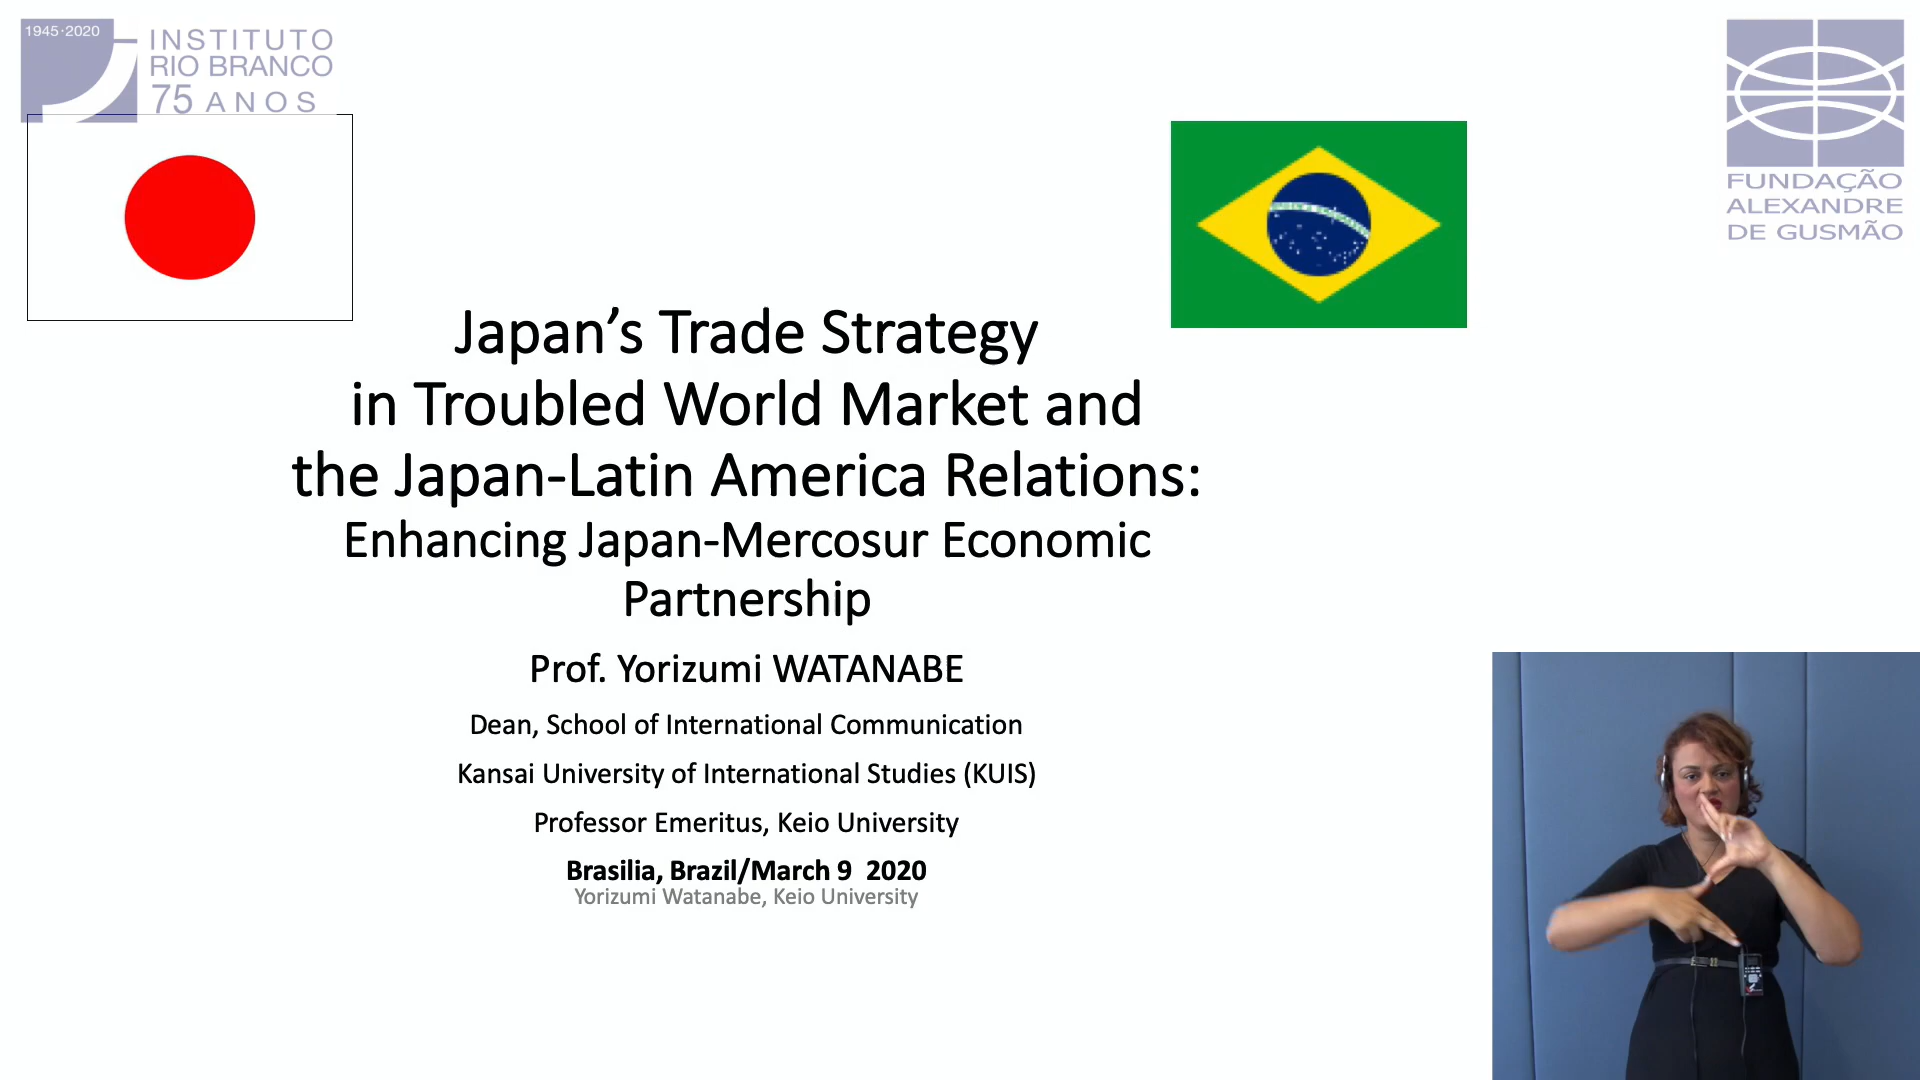 1945·2020
INSTITUTO
RIO BRANCO
75 ANOS
FUNDAÇÃO
ALEXANDRE
DE GUSMÃO
Japan’s Trade Strategy
in Troubled World Market and
the Japan-Latin America Relations:
Enhancing Japan-Mercosur Economic
Partnership
Prof. Yorizumi WATANABE
Dean, School of International Communication
Kansai University of International Studies (KUIS)
Professor Emeritus, Keio University
Brasilia, Brazil/March 9  2020
Yorizumi Watanabe, Keio University